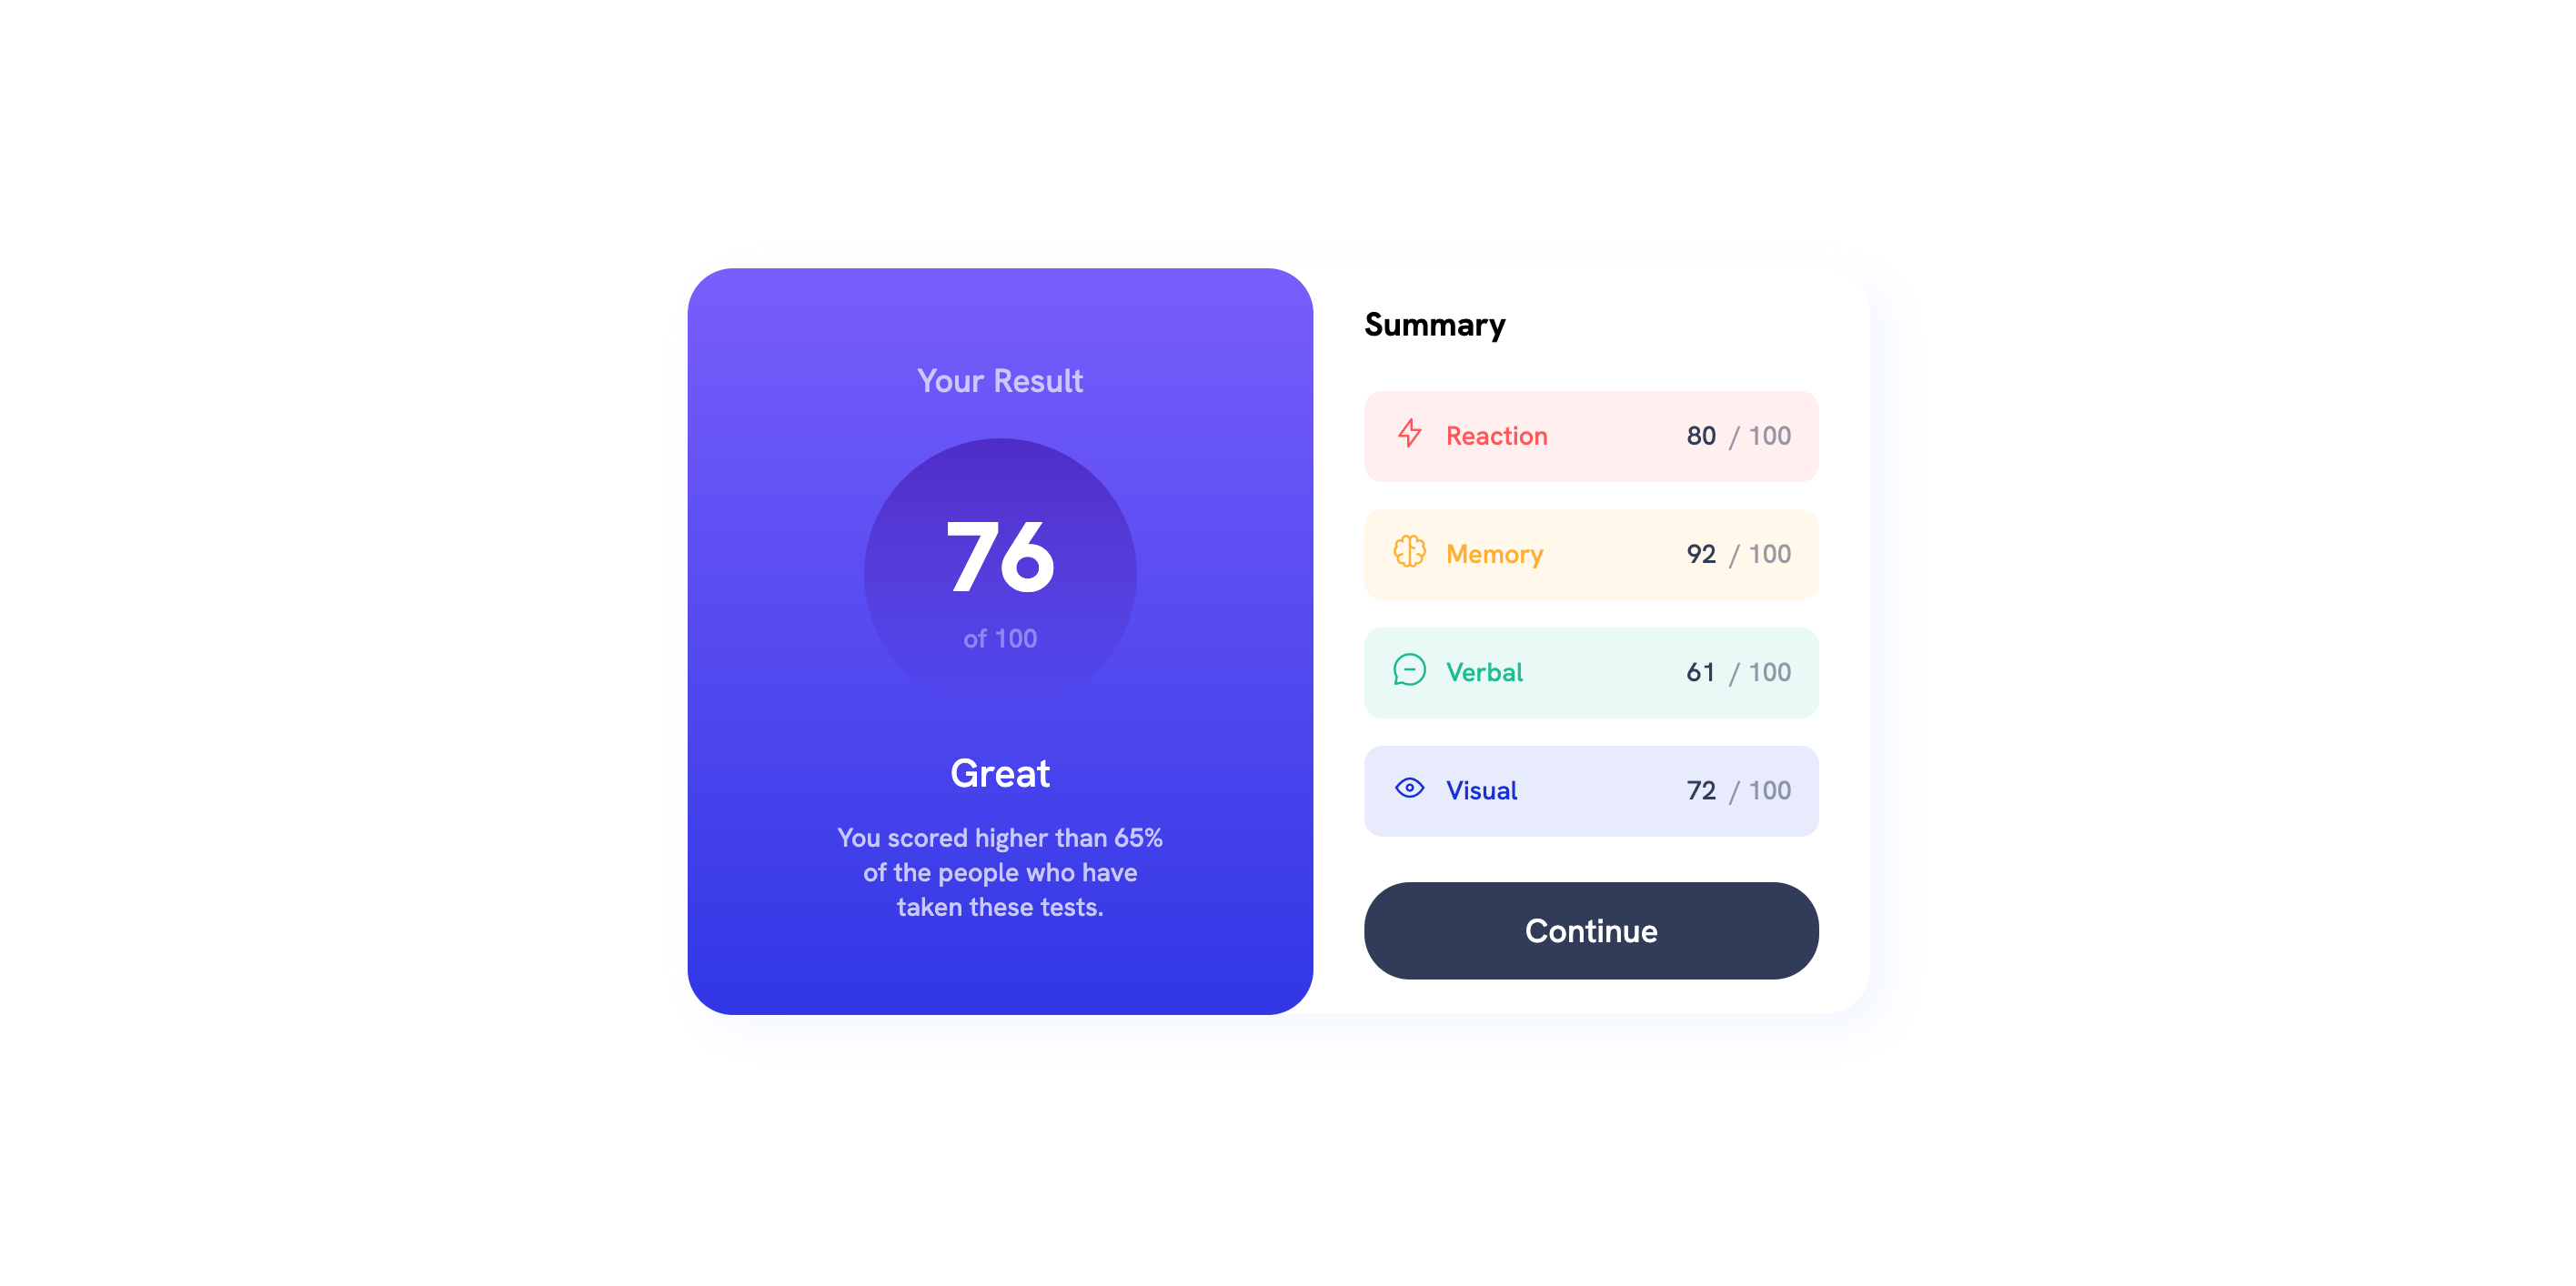 Your Result
76
of 100
Great
You scored higher than 65%
of the people who have
taken these tests.
Summary
Reaction 80 / 100
Memory 92 / 100
Verbal 61 / 100
Visual 72 / 100
Continue